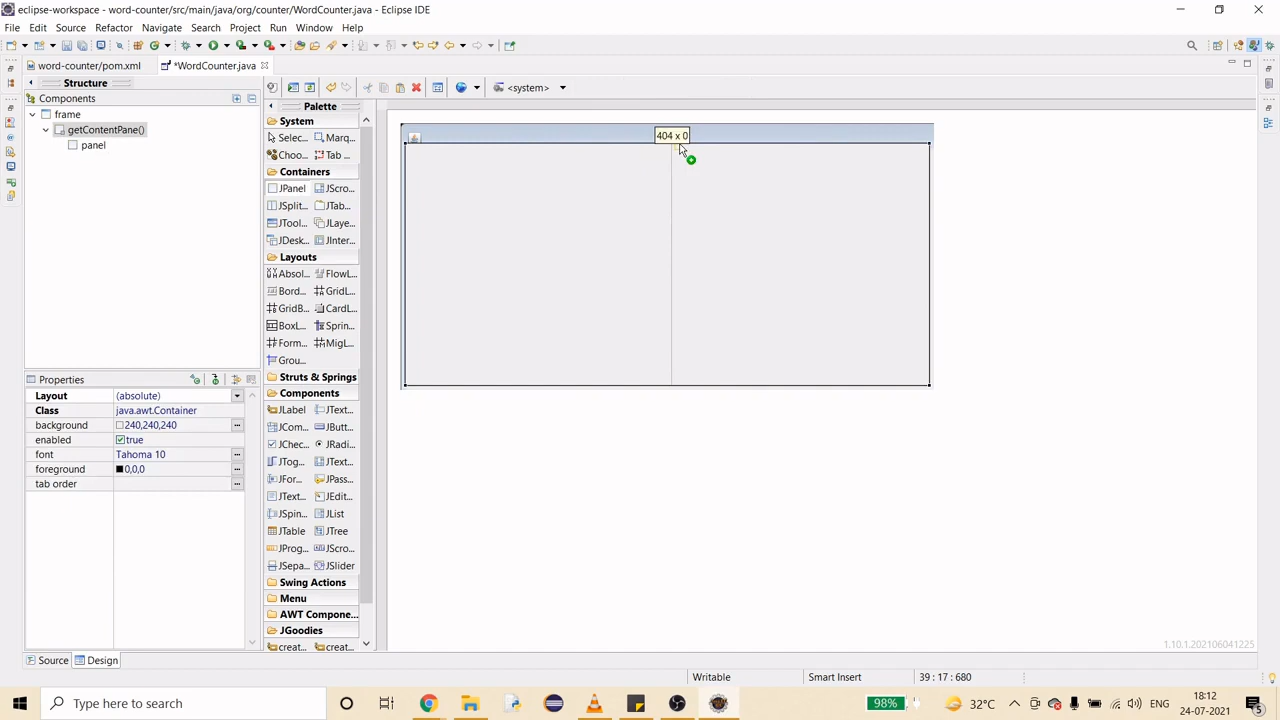 eclipse-workspace - word-counter/src/main/java/org/counter/WordCounter.java - Eclipse IDE
File Edit Source Refactor Navigate Search Project Run Window Help
word-counter/pom.xml *WordCounter.java
Structure
<system>
Components
Palette
frame
System
getContentPane()
Selec... Marq...
panel
Choo... Tab ...
Containers
JPanel JScro...
JSplit... JTab...
JTool... JLaye...
JDesk... JInter...
Layouts
Absol... FlowL...
Bord... GridL...
GridB... CardL...
BoxL... Sprin...
Form... MigL...
Grou...
Struts & Springs
Components
JLabel JText...
JCom... JButt...
JChec... JRadi...
JTog... JText...
JFor... JPass...
JText... JEdit...
JSpin... JList
JTable JTree
JProg... JScro...
JSepa... JSlider
Swing Actions
Menu
AWT Compone...
JGoodies
creat... creat...
404 x 0
Properties
Layout (absolute)
Class java.awt.Container
background 240,240,240
enabled true
font Tahoma 10
foreground 0,0,0
tab order
1.10.1.202106041225
Source Design
Writable Smart Insert 39 : 17 : 680
Type here to search
98% 32°C ENG 18:12
24-07-2021 5